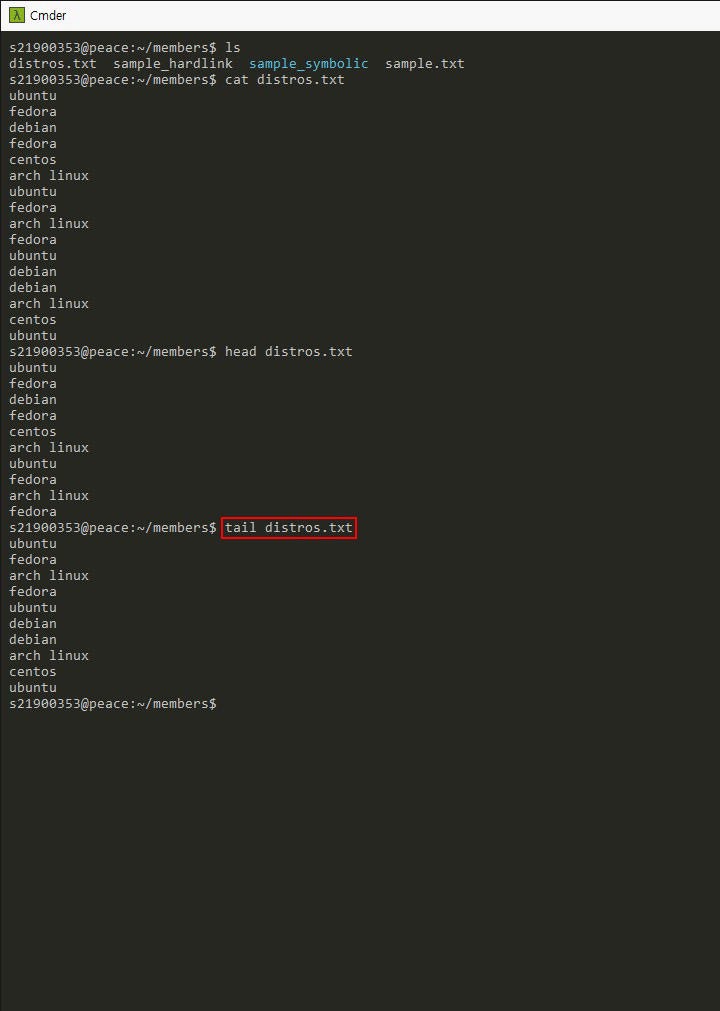 λ Cmder
s21900353@peace:~/members$ ls
distros.txt  sample_hardlink  sample_symbolic  sample.txt
s21900353@peace:~/members$ cat distros.txt
ubuntu
fedora
debian
fedora
centos
arch linux
ubuntu
fedora
arch linux
fedora
ubuntu
debian
debian
arch linux
centos
ubuntu
s21900353@peace:~/members$ head distros.txt
ubuntu
fedora
debian
fedora
centos
arch linux
ubuntu
fedora
arch linux
fedora
s21900353@peace:~/members$ tail distros.txt
ubuntu
fedora
arch linux
fedora
ubuntu
debian
debian
arch linux
centos
ubuntu
s21900353@peace:~/members$